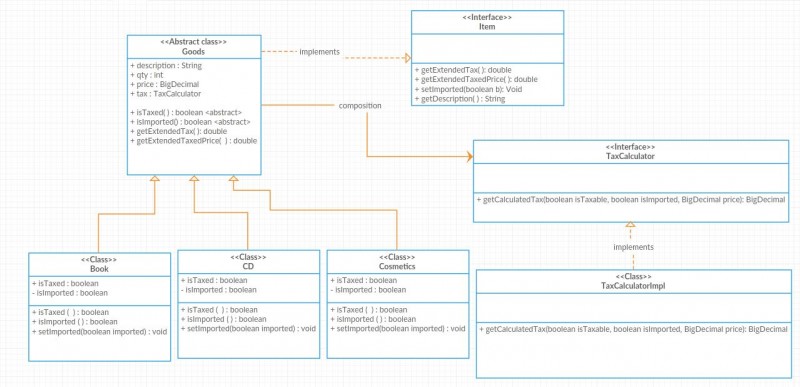 <<Abstract class>>
Goods
+ description : String
+ qty : Int
+ price : BigDecimal
+ tax : TaxCalculator
+ isTaxed( ) : boolean <abstract>
+ isImported() : boolean <abstract>
+ getExtendedTax( ): double
+ getExtendedTaxedPrice(  ) : double
implements
<<Interface>>
Item
+ getExtendedTax( ): double
+ getExtendedTaxedPrice( ): double
+ setImported(boolean b): Void
+ getDescription( ) : String
composition
<<Interface>>
TaxCalculator
+ getCalculatedTax(boolean isTaxable, boolean isImported, BigDecimal price): BigDecimal
implements
<<Class>>
TaxCalculatorImpl
+ getCalculatedTax(boolean isTaxable, boolean isImported, BigDecimal price): BigDecimal
<<Class>>
Book
+ isTaxed : boolean
- isImported : boolean
+ isTaxed (  ) : boolean
+ isImported ( ) : boolean
+ setImported(boolean imported) : void
<<Class>>
CD
+ isTaxed : boolean
- isImported : boolean
+ isTaxed (  ) : boolean
+ isImported ( ) : boolean
+ setImported(boolean imported) : void
<<Class>>
Cosmetics
+ isTaxed : boolean
- isImported : boolean
+ isTaxed (  ) : boolean
+ isImported ( ) : boolean
+ setImported(boolean imported) : void